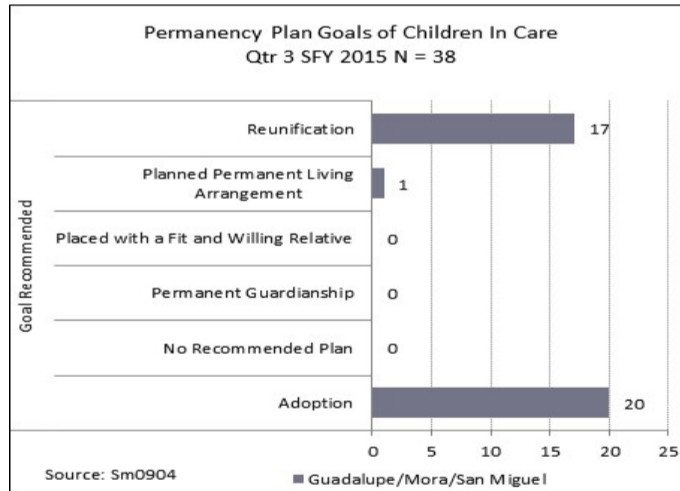 Permanency Plan Goals of Children In Care
Qtr 3 SFY 2015 N = 38
Goal Recommended
Reunification
17
Planned Permanent Living
Arrangement
1
Placed with a Fit and Willing Relative
0
Permanent Guardianship
0
No Recommended Plan
0
Adoption
20
0 5 10 15 20 25
Source: Sm0904
Guadalupe/Mora/San Miguel